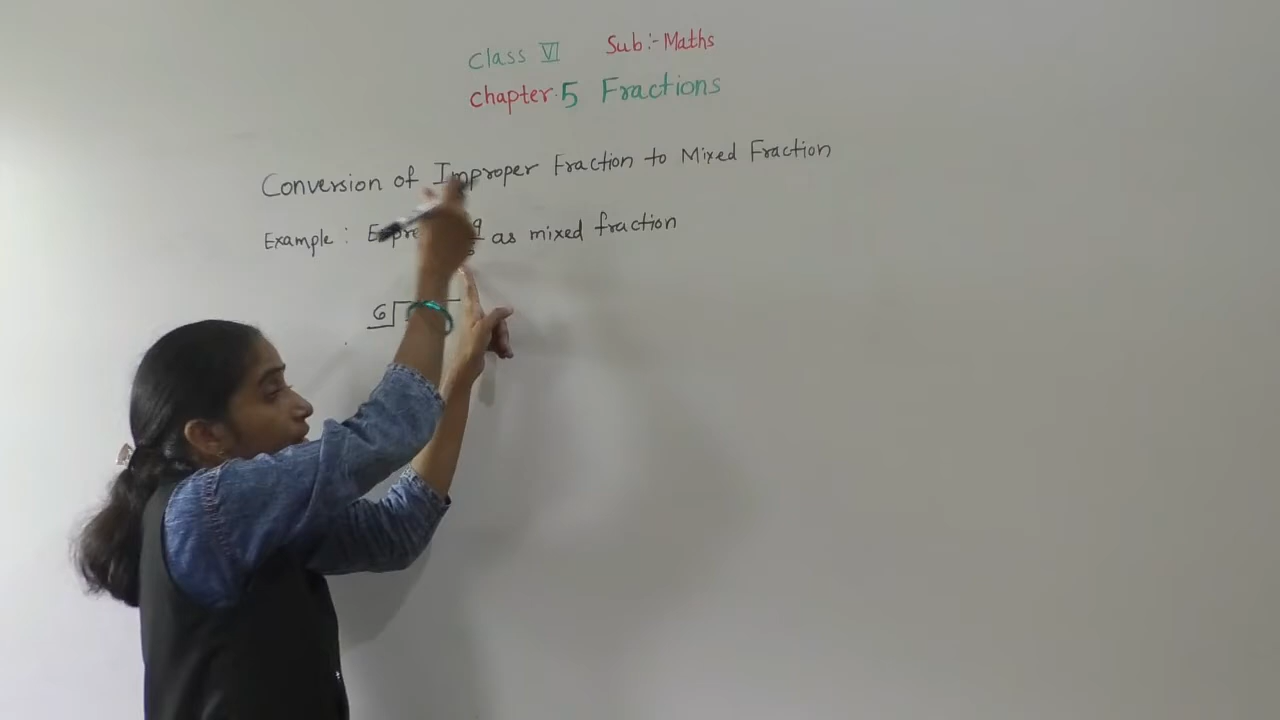 Class VI Sub:- Maths
Chapter.5 Fractions
Conversion of Improper Fraction to Mixed Fraction
Example: as mixed fraction
6